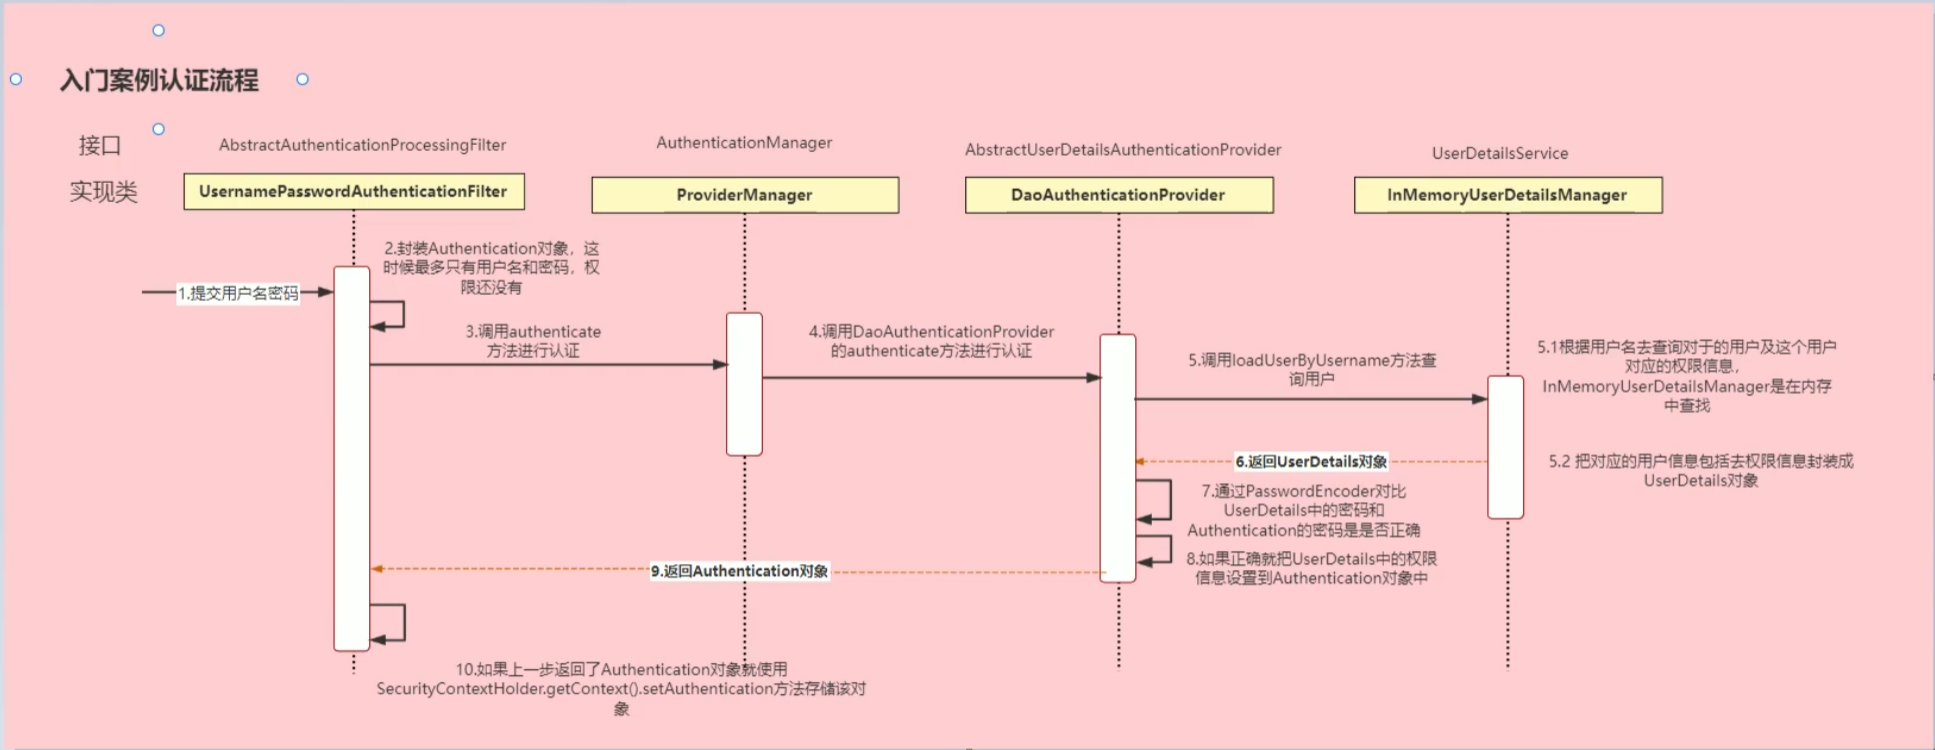 入门案例认证流程
接口
AbstractAuthenticationProcessingFilter
AuthenticationManager
AbstractUserDetailsAuthenticationProvider
UserDetailsService
实现类
UsernamePasswordAuthenticationFilter
ProviderManager
DaoAuthenticationProvider
InMemoryUserDetailsManager
2.封装Authentication对象，这
时候最多只有用户名和密码，权
限还没有
1.提交用户名密码
3.调用authenticate
方法进行认证
4.调用DaoAuthenticationProvider
的authenticate方法进行认证
5.调用loadUserByUsername方法查
询用户
5.1根据用户名去查询对于的用户及这个用户
对应的权限信息，
InMemoryUserDetailsManager是在内存
中查找
6.返回UserDetails对象
5.2 把对应的用户信息包括去权限信息封装成
UserDetails对象
7.通过PasswordEncoder对比
UserDetails中的密码和
Authentication的密码是是否正确
8.如果正确就把UserDetails中的权限
信息设置到Authentication对象中
9.返回Authentication对象
10.如果上一步返回了Authentication对象就使用
SecurityContextHolder.getContext().setAuthentication方法存储该对
象